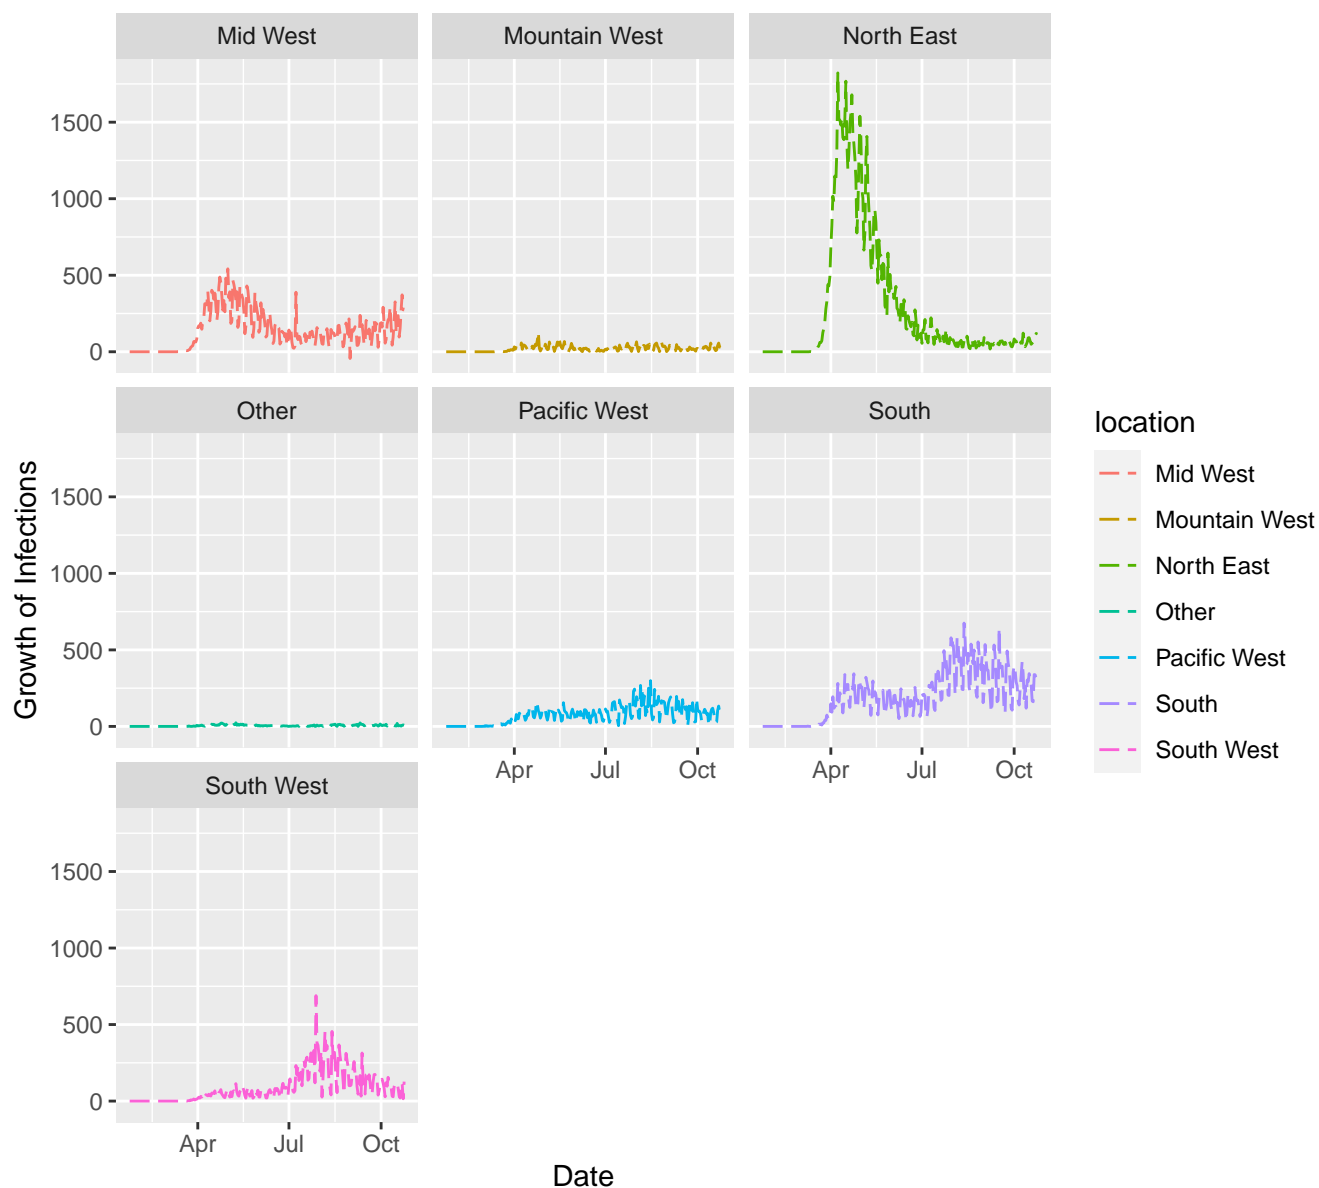 Mid West
Mountain West
North East
1500
1000
500
0
Other
Pacific West
South
1500
1000
500
0
Apr
Jul
Oct
Apr
Jul
Oct
South West
1500
1000
500
0
Apr
Jul
Oct
Date
Growth of Infections
location
Mid West
Mountain West
North East
Other
Pacific West
South
South West